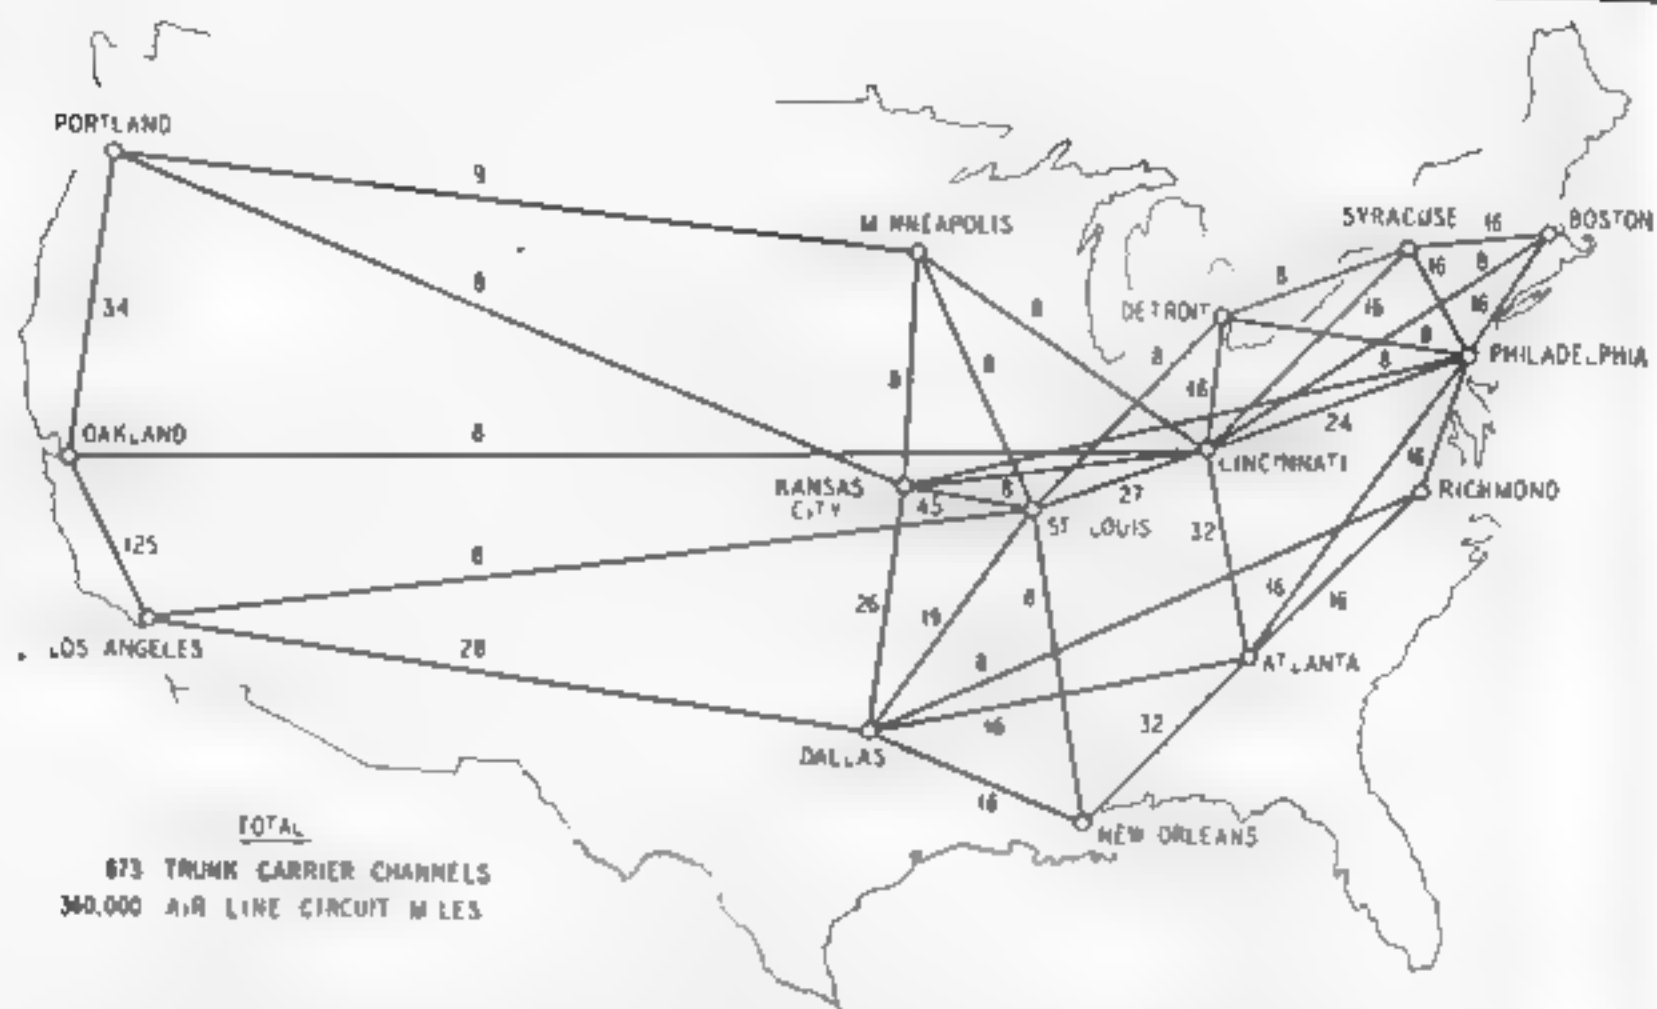 PORTLAND
9
MINNEAPOLIS
SYRACUSE
16
BOSTON
8
16
8
34
8
8
DETROIT
16
16
8
PHILADELPHIA
8
8
8
8
16
OAKLAND
8
24
CINCINNATI
KANSAS
CITY
45
8
27
16
RICHMOND
ST LOUIS
32
125
8
26
8
16
16
LOS ANGELES
28
8
ATLANTA
16
32
DALLAS
16
NEW ORLEANS
TOTAL
673 TRUNK CARRIER CHANNELS
AIR LINE CIRCUIT MILES